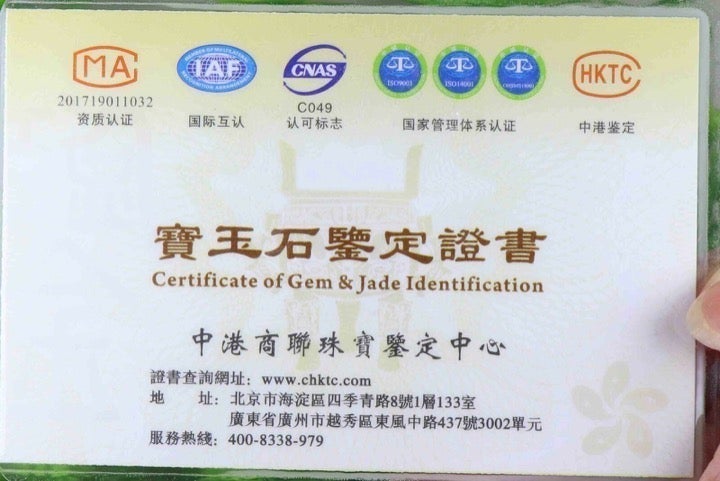 MA
IAF
CNAS
ISO9001
ISO14001
HKTC
201719011032
C049
资质认证
国际互认
认可标志
国家管理体系认证
中港鉴定
寶玉石鑒定證書
Certificate of Gem & Jade Identification
中港商聯珠寶鑒定中心
證書查詢網址：www.chktc.com
地　址：北京市海淀區四季青路8號1層133室
廣東省廣州市越秀區東風中路437號3002單元
服務熱綫：400-8338-979